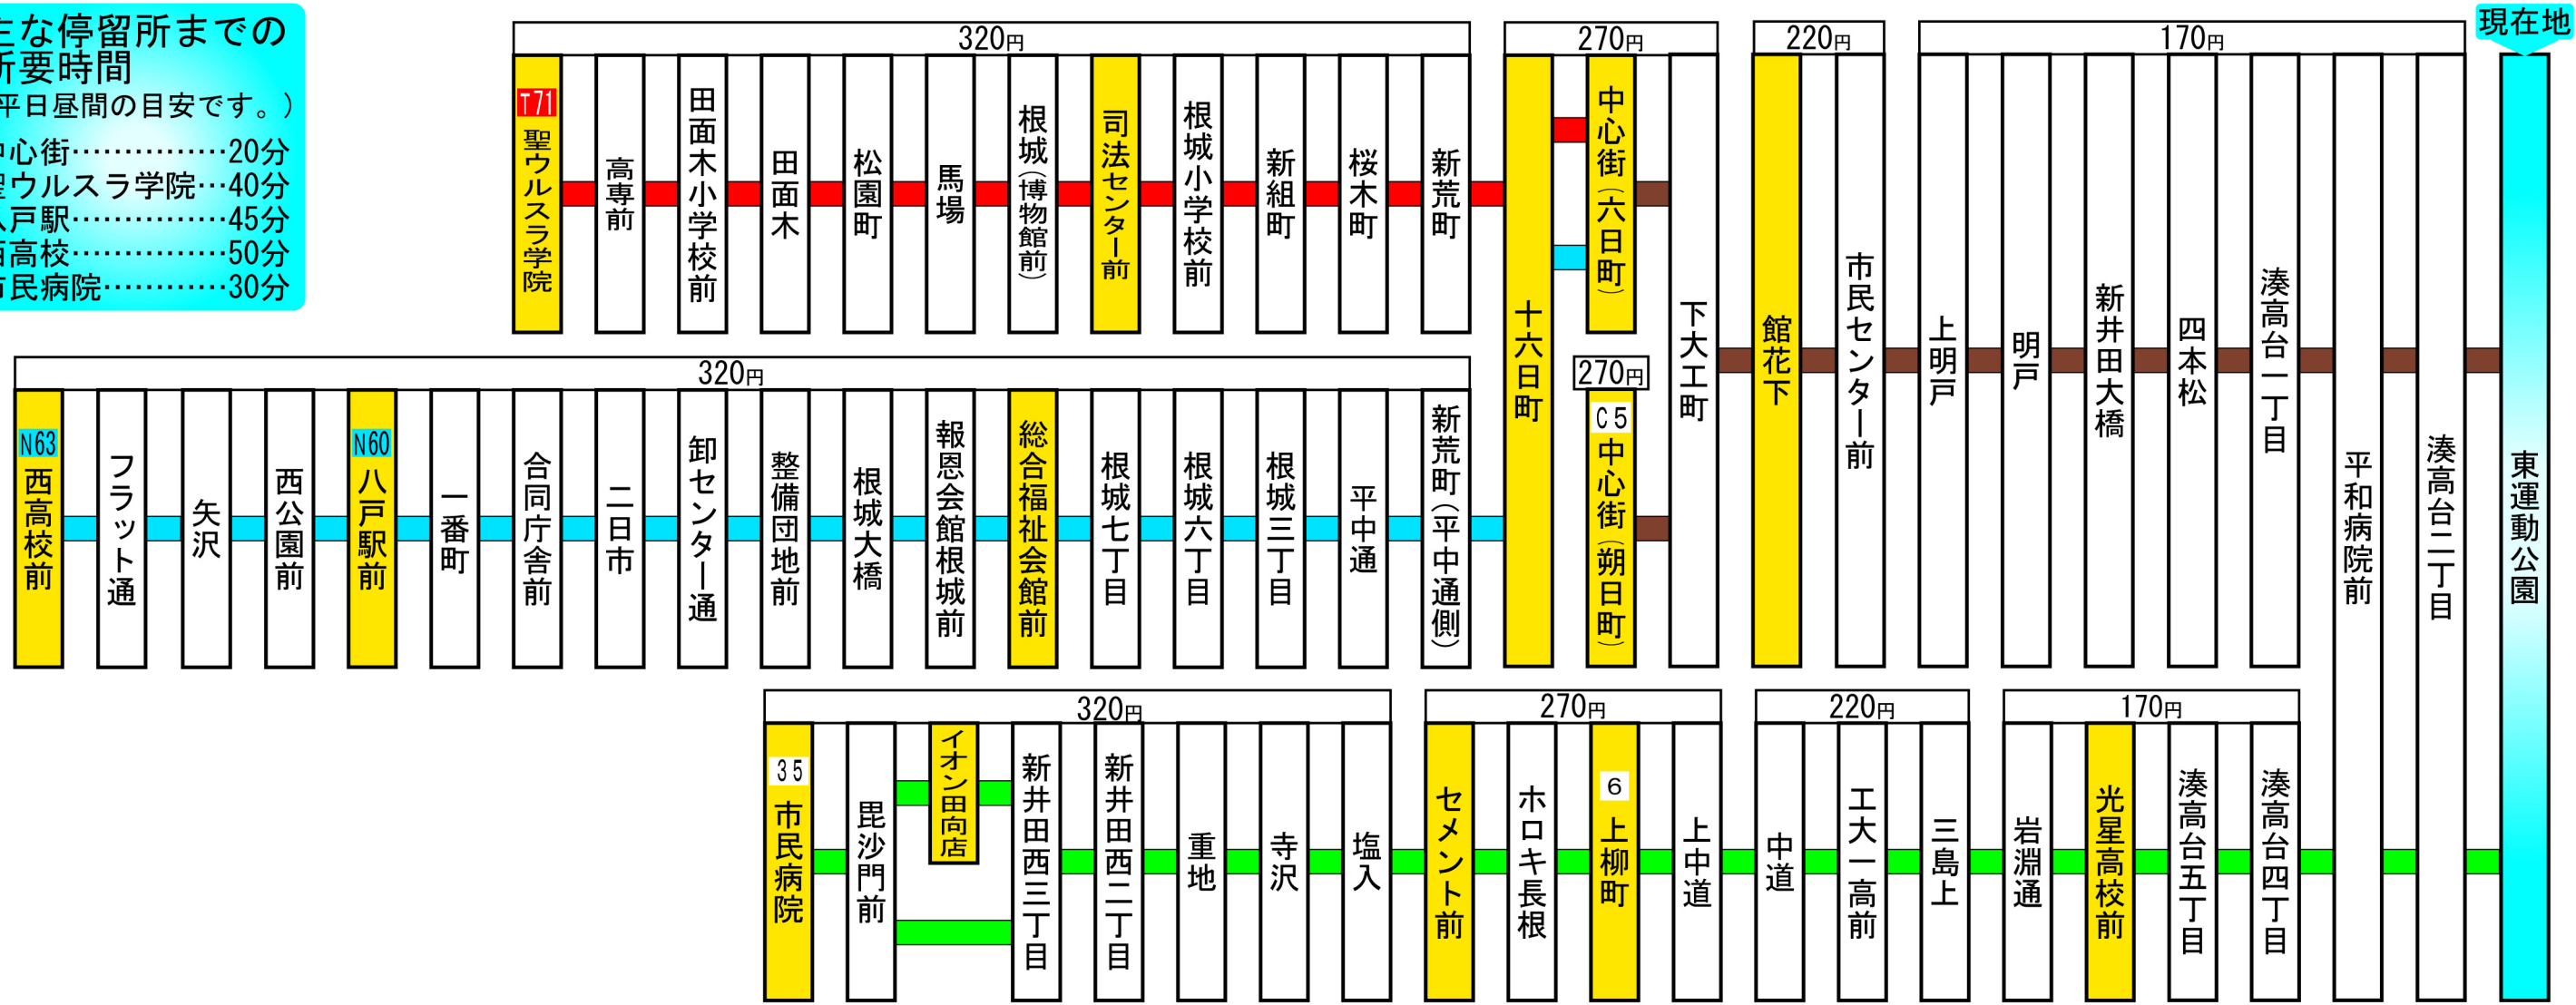 主な停留所までの
所要時間
平日昼間の目安です。)
中心街……………20分
聖ウルスラ学院…40分
八戸駅……………45分
西高校……………50分
市民病院…………30分
320円
270円
220円
170円
現在地
T71 聖ウルスラ学院
高専前
田面木小学校前
田面木
松園町
馬場
根城(博物館前)
司法センター前
根城小学校前
新組町
桜木町
新荒町
十六日町
中心街(六日町)
下大工町
館花下
市民センター前
上明戸
明戸
新井田大橋
四本松
湊高台一丁目
平和病院前
湊高台二丁目
東運動公園
320円
270円
N63 西高校前
フラット通
矢沢
西公園前
N60 八戸駅前
一番町
合同庁舎前
二日市
卸センター通
整備団地前
根城大橋
報恩会館根城前
総合福祉会館前
根城七丁目
根城六丁目
根城三丁目
平中通
新荒町(平中通側)
C5 中心街(朔日町)
320円
270円
220円
170円
35 市民病院
毘沙門前
イオン田向店
新井田西三丁目
新井田西二丁目
重地
寺沢
塩入
セメント前
ホロキ長根
6 上柳町
上中道
中道
工大一高前
三島上
岩淵通
光星高校前
湊高台五丁目
湊高台四丁目